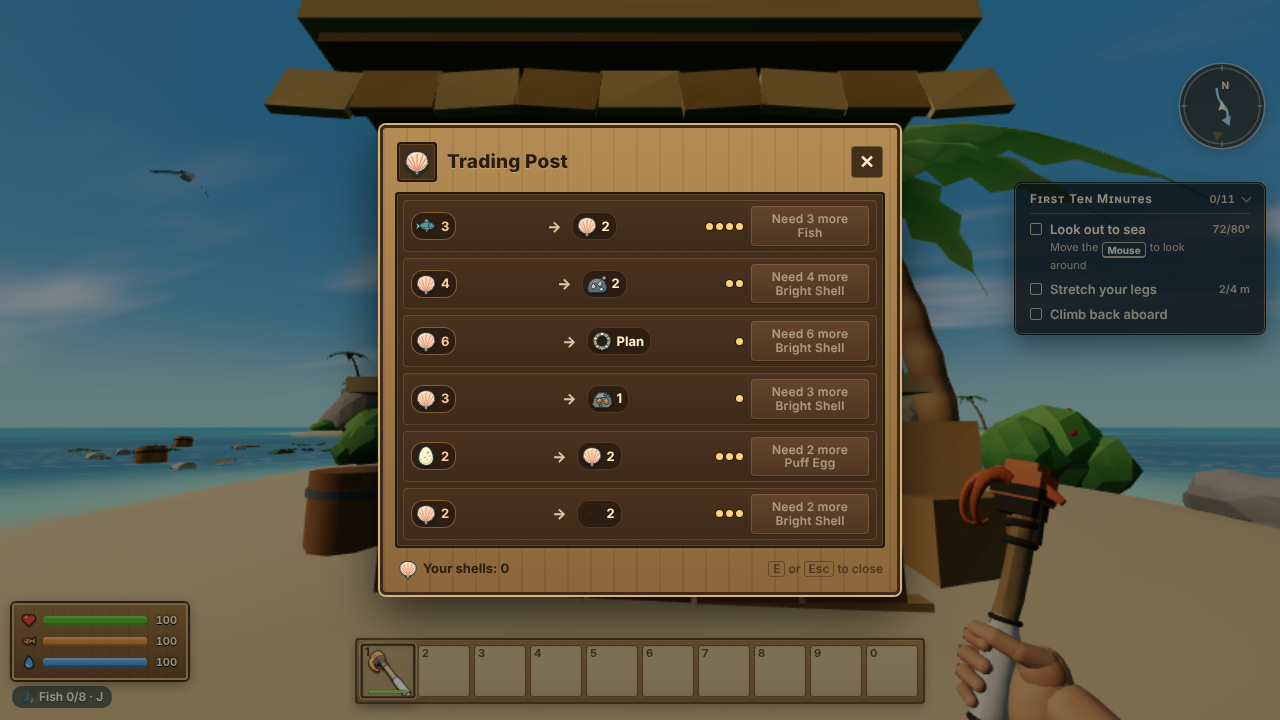 Trading Post
3 → 2
Need 3 more
Fish
4 → 2
Need 4 more
Bright Shell
6 → Plan
Need 6 more
Bright Shell
3 → 1
Need 3 more
Bright Shell
2 → 2
Need 2 more
Puff Egg
2 → 2
Need 2 more
Bright Shell
Your shells: 0
E or Esc to close
N
First Ten Minutes 0/11
Look out to sea 72/80°
Move the Mouse to look
around
Stretch your legs 2/4 m
Climb back aboard
100
100
100
Fish 0/8 · J
1 2 3 4 5 6 7 8 9 0